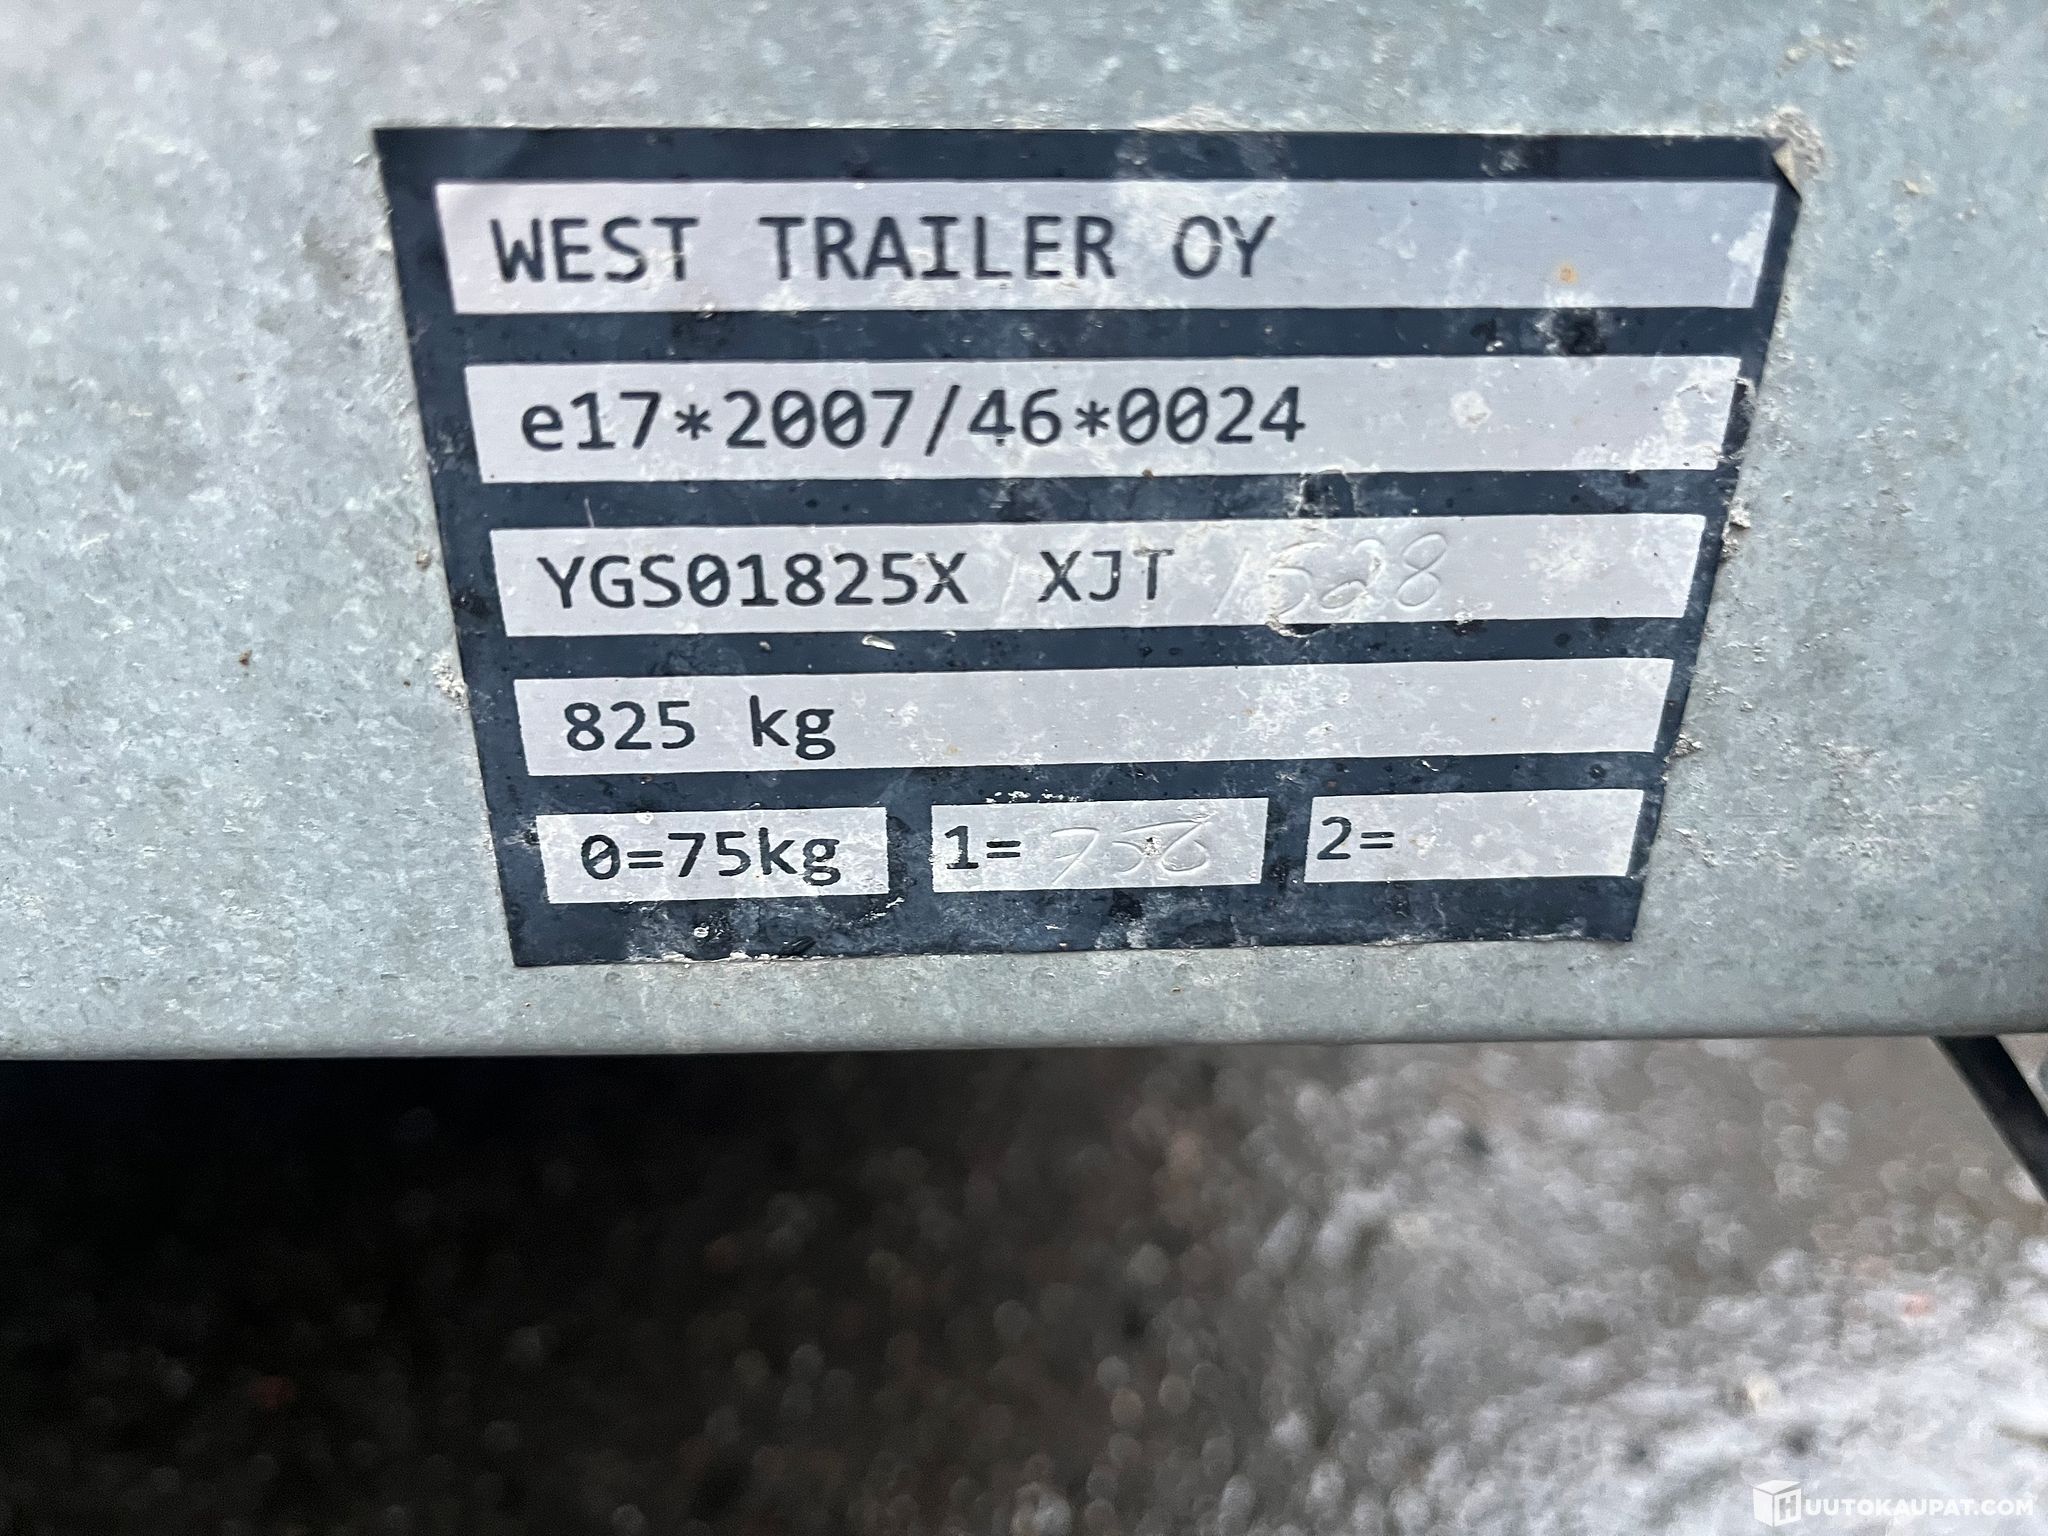 WEST TRAILER OY
e17*2007/46*0024
YGS01825X XJT
825 kg
0=75kg 1= 2=
HUUTOKAUPAT.COM